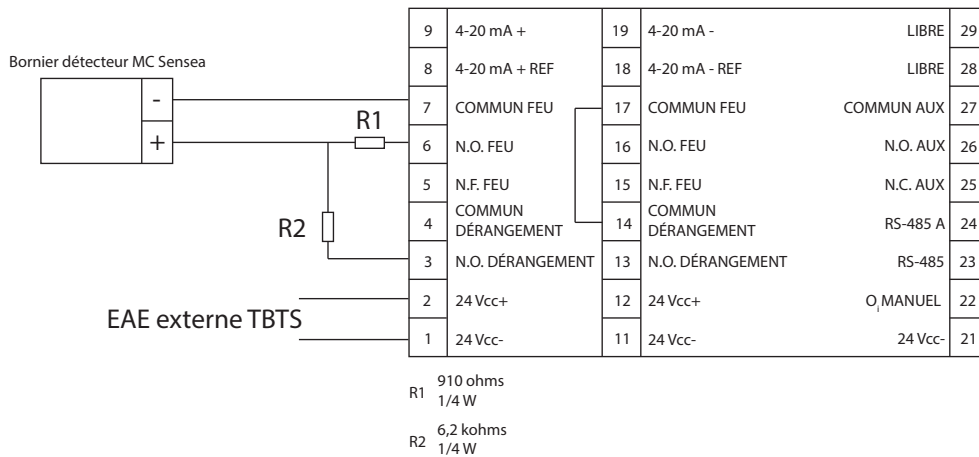 Bornier détecteur MC Sensea
-
+
R1
R2
EAE externe TBTS
9 4-20 mA + 19 4-20 mA - LIBRE 29
8 4-20 mA + REF 18 4-20 mA - REF LIBRE 28
7 COMMUN FEU 17 COMMUN FEU COMMUN AUX 27
6 N.O. FEU 16 N.O. FEU N.O. AUX 26
5 N.F. FEU 15 N.F. FEU N.C. AUX 25
4 COMMUN DÉRANGEMENT 14 COMMUN DÉRANGEMENT RS-485 A 24
3 N.O. DÉRANGEMENT 13 N.O. DÉRANGEMENT RS-485 23
2 24 Vcc+ 12 24 Vcc+ O¡MANUEL 22
1 24 Vcc- 11 24 Vcc- 24 Vcc- 21
R1 910 ohms
1/4 W
R2 6,2 kohms
1/4 W